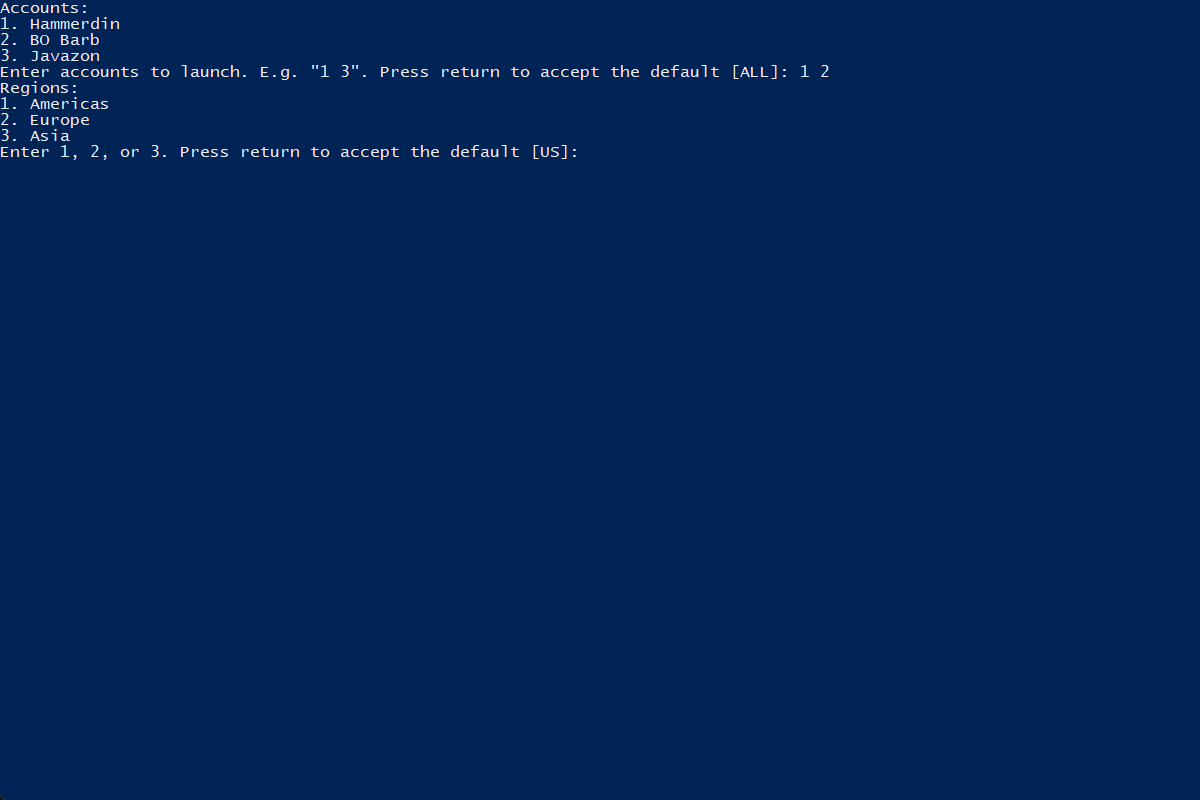 Accounts:
1. Hammerdin
2. BO Barb
3. Javazon
Enter accounts to launch. E.g. "1 3". Press return to accept the default [ALL]: 1 2
Regions:
1. Americas
2. Europe
3. Asia
Enter 1, 2, or 3. Press return to accept the default [US]: